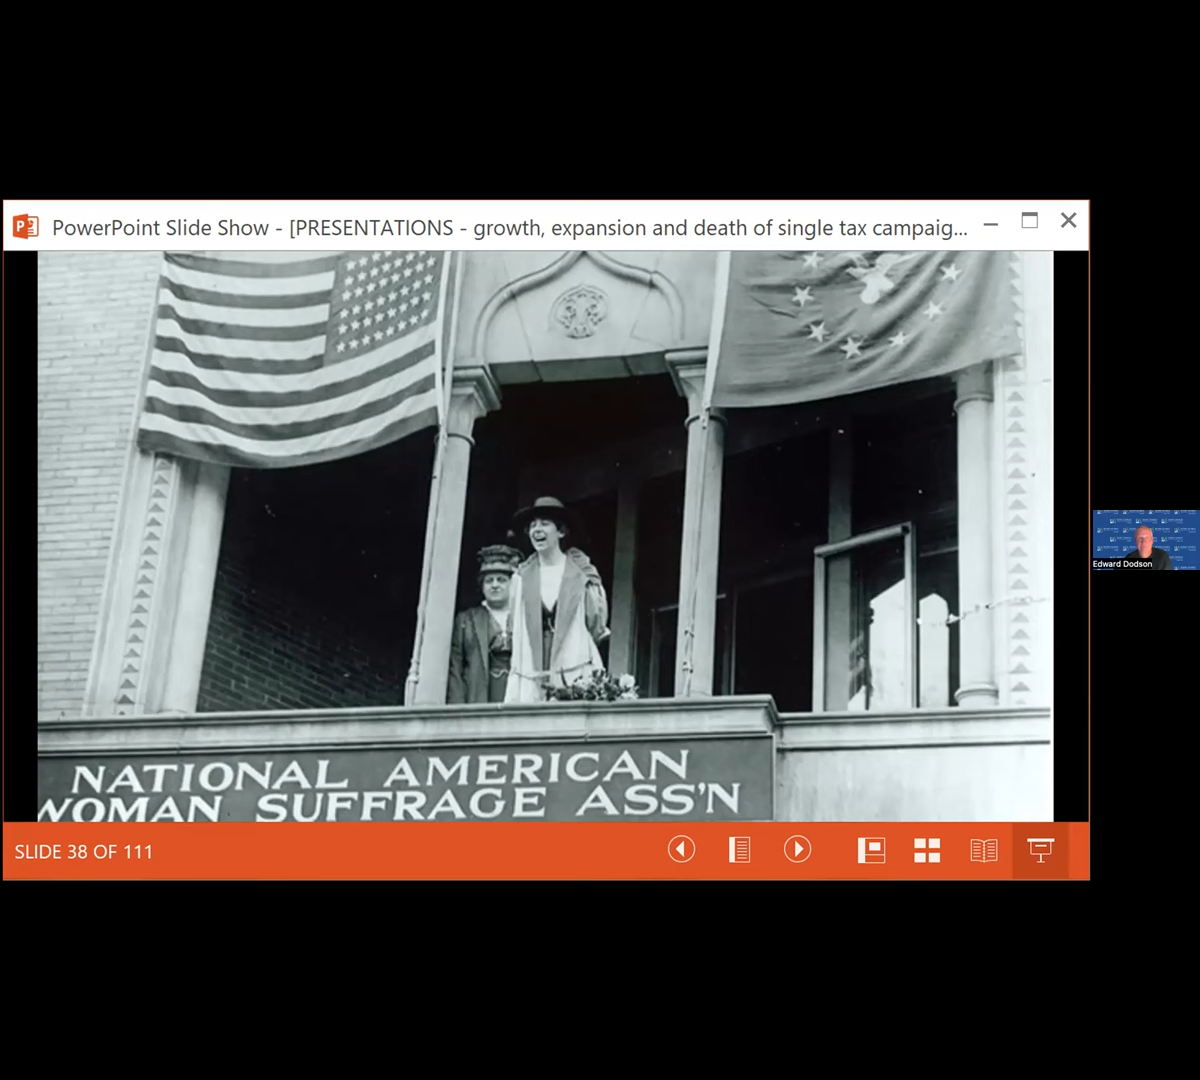 PowerPoint Slide Show - [PRESENTATIONS - growth, expansion and death of single tax campaig...
NATIONAL AMERICAN
WOMAN SUFFRAGE ASS'N
Edward Dodson
SLIDE 38 OF 111